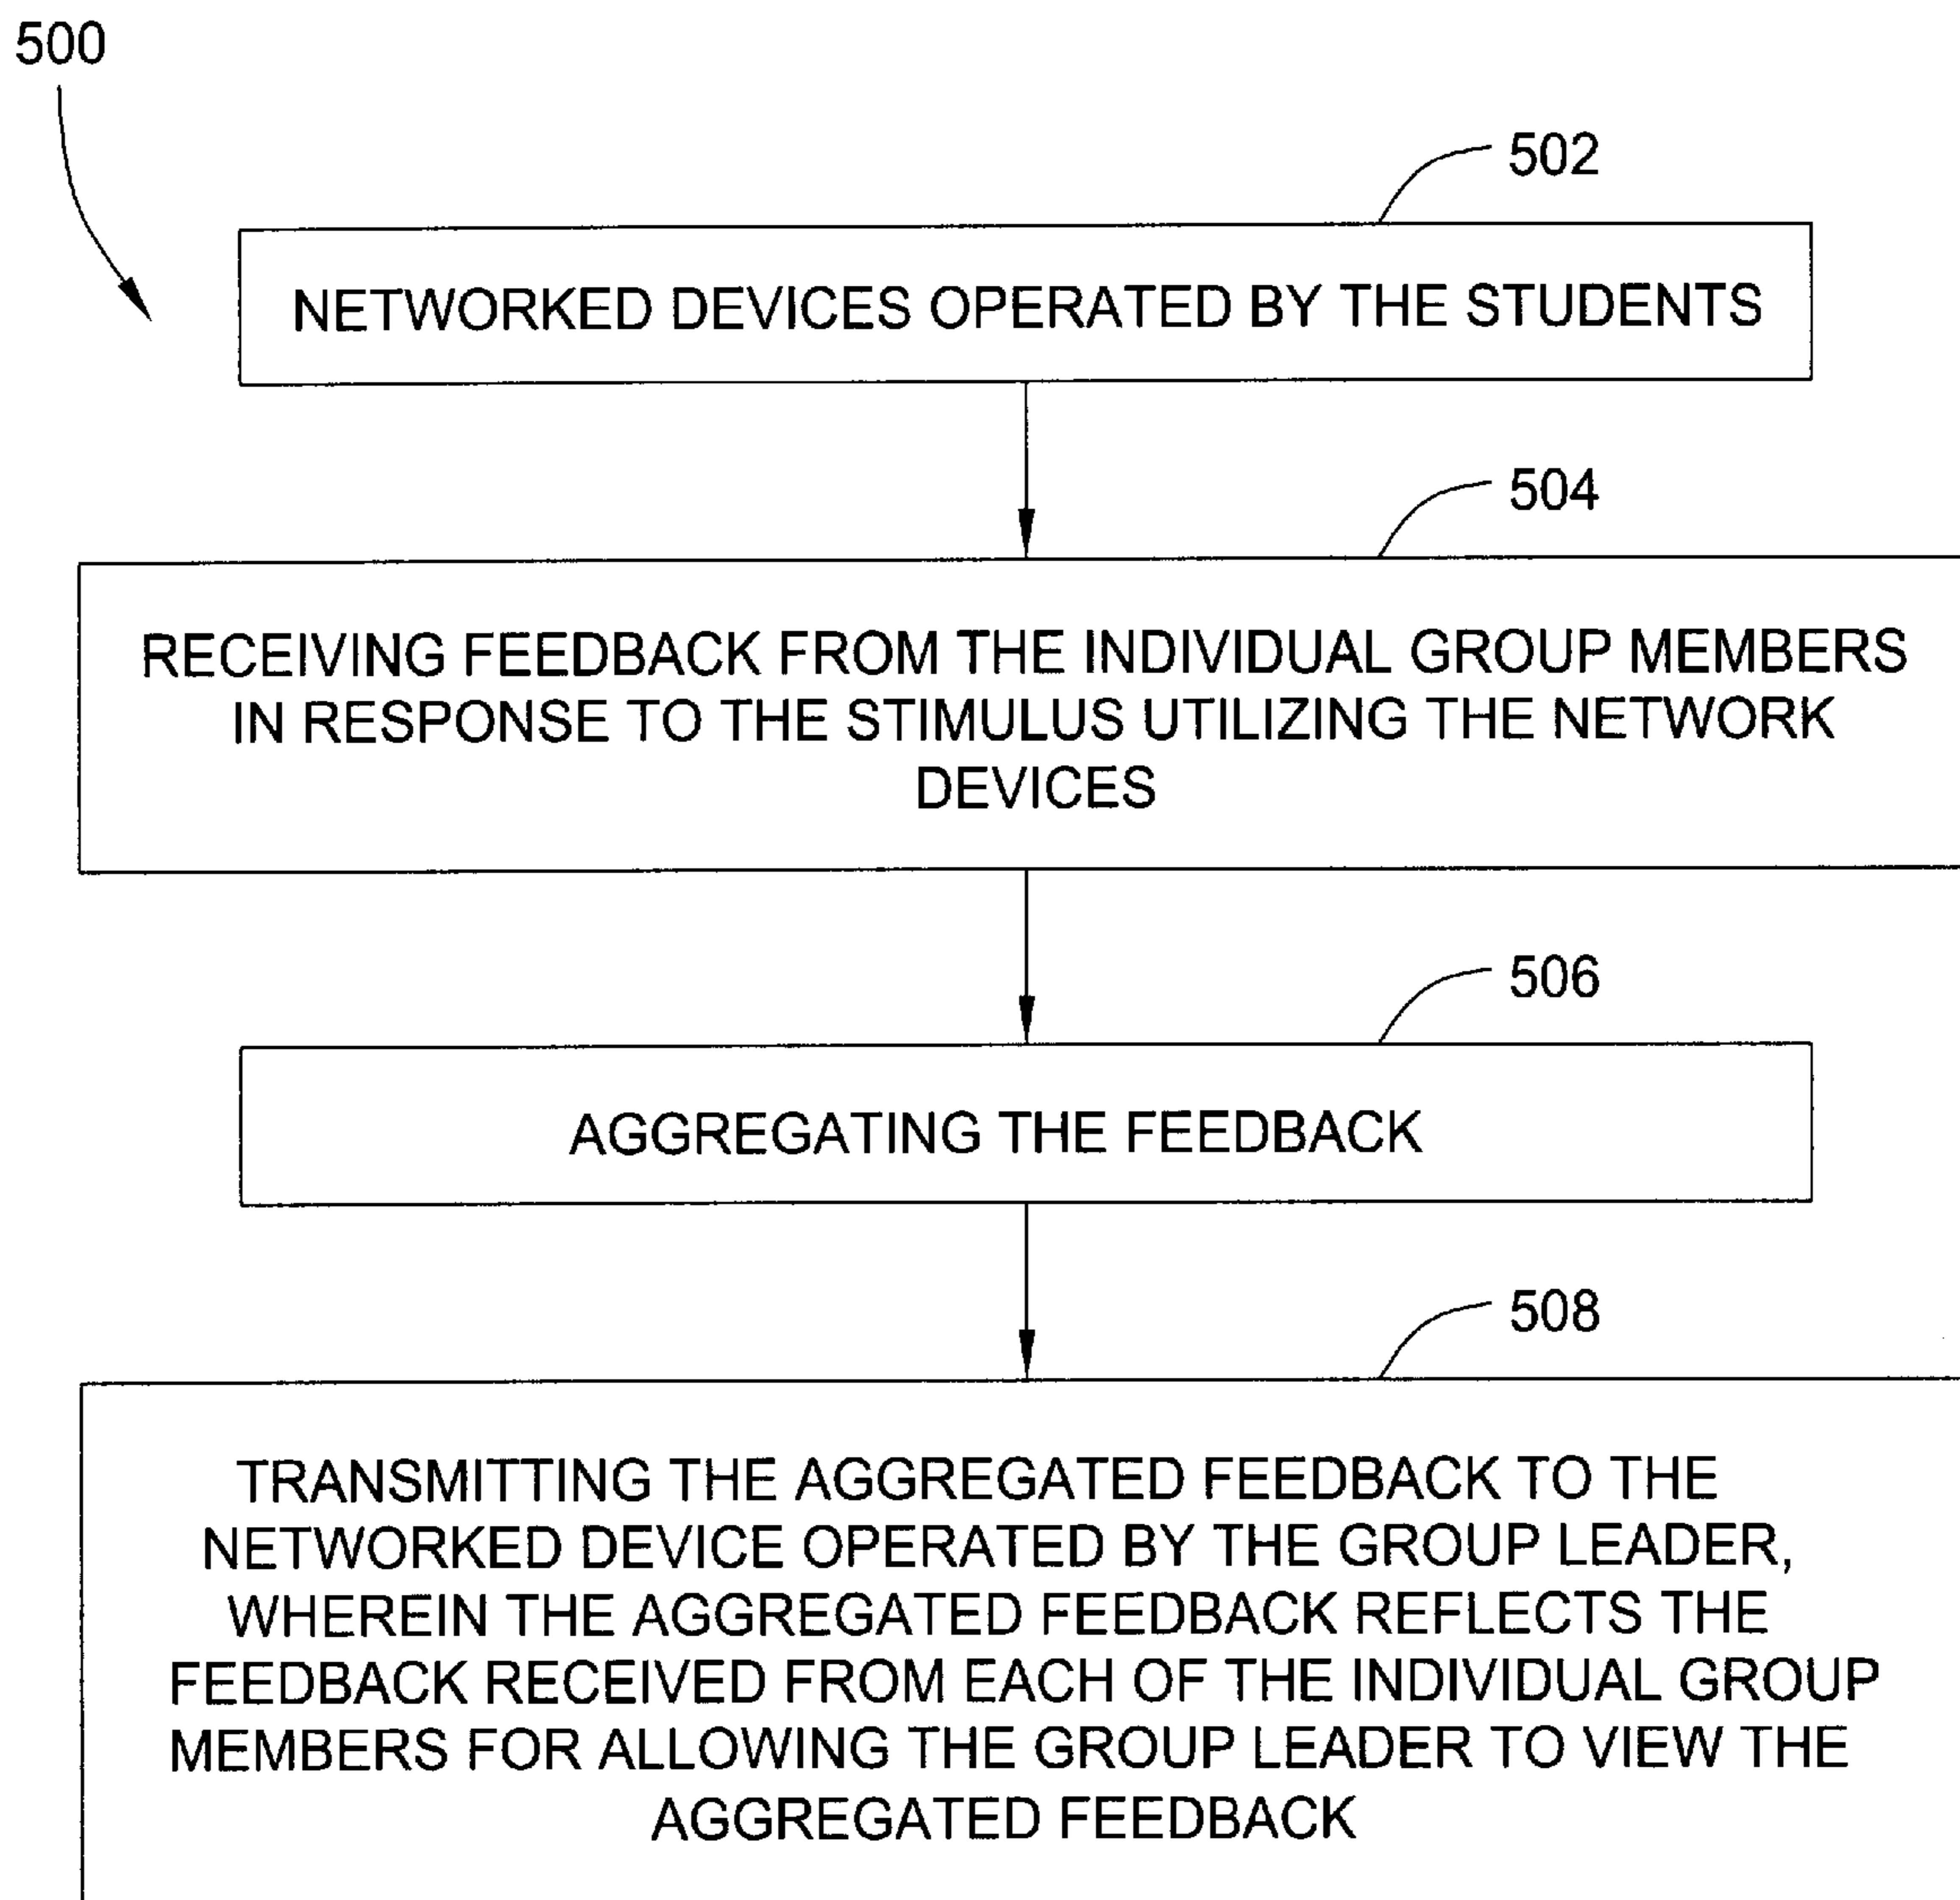 500
502
NETWORKED DEVICES OPERATED BY THE STUDENTS
504
RECEIVING FEEDBACK FROM THE INDIVIDUAL GROUP MEMBERS
IN RESPONSE TO THE STIMULUS UTILIZING THE NETWORK
DEVICES
506
AGGREGATING THE FEEDBACK
508
TRANSMITTING THE AGGREGATED FEEDBACK TO THE
NETWORKED DEVICE OPERATED BY THE GROUP LEADER,
WHEREIN THE AGGREGATED FEEDBACK REFLECTS THE
FEEDBACK RECEIVED FROM EACH OF THE INDIVIDUAL GROUP
MEMBERS FOR ALLOWING THE GROUP LEADER TO VIEW THE
AGGREGATED FEEDBACK